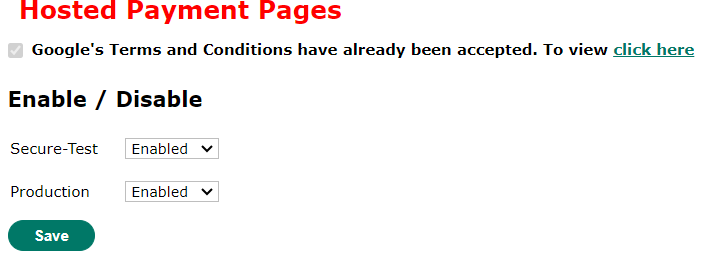 Hosted Payment Pages
Google's Terms and Conditions have already been accepted. To view click here
Enable / Disable
Secure-Test Enabled
Production Enabled
Save